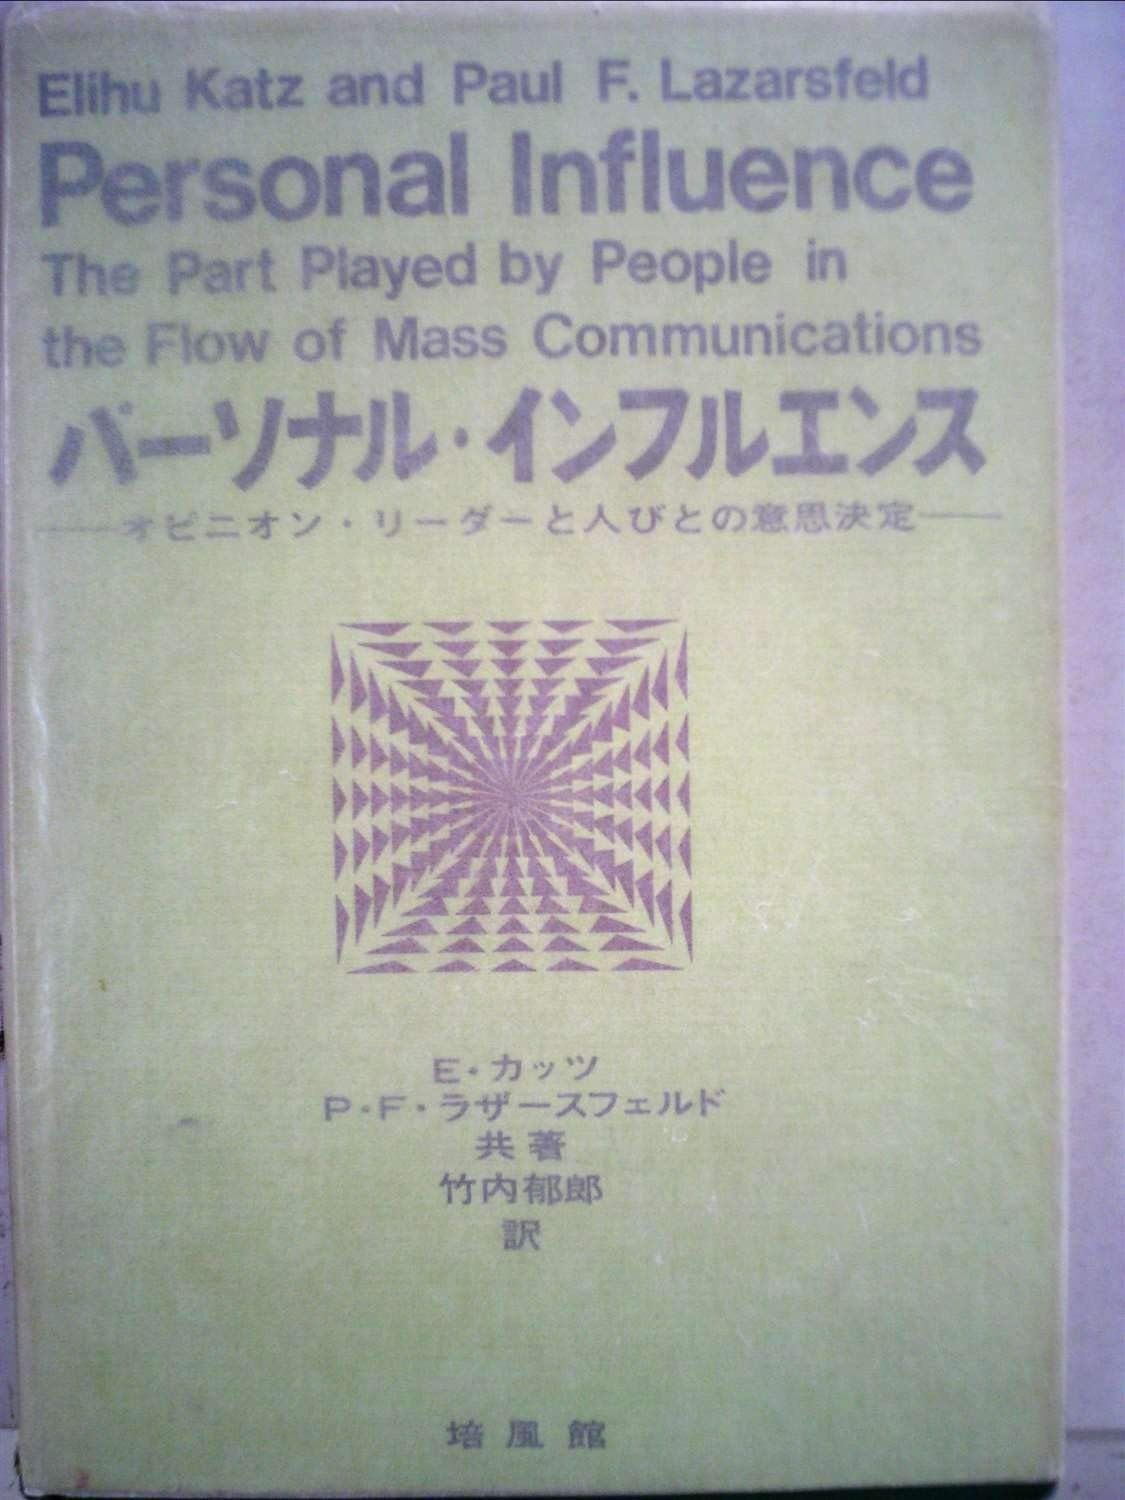 Elihu Katz and Paul F. Lazarsfeld
Personal Influence
The Part Played by People in
the Flow of Mass Communications
パーソナル・インフルエンス
——オピニオン・リーダーと人びとの意思決定——
E・カッツ
P・F・ラザースフェルド
共著
竹内郁郎
訳
培風館